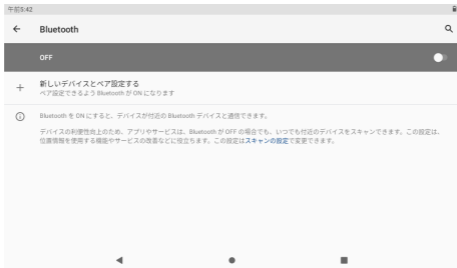 午前5:42
Bluetooth
OFF
新しいデバイスとペア設定する
ペア設定できるよう Bluetooth が ON になります
Bluetooth を ON にすると、デバイスが付近の Bluetooth デバイスと通信できます。
デバイスの利便性向上のため、アプリやサービスは、Bluetooth が OFF の場合でも、いつでも付近のデバイスをスキャンできます。この設定は、
位置情報を使用する機能やサービスの改善などに役立ちます。この設定はスキャンの設定で変更できます。